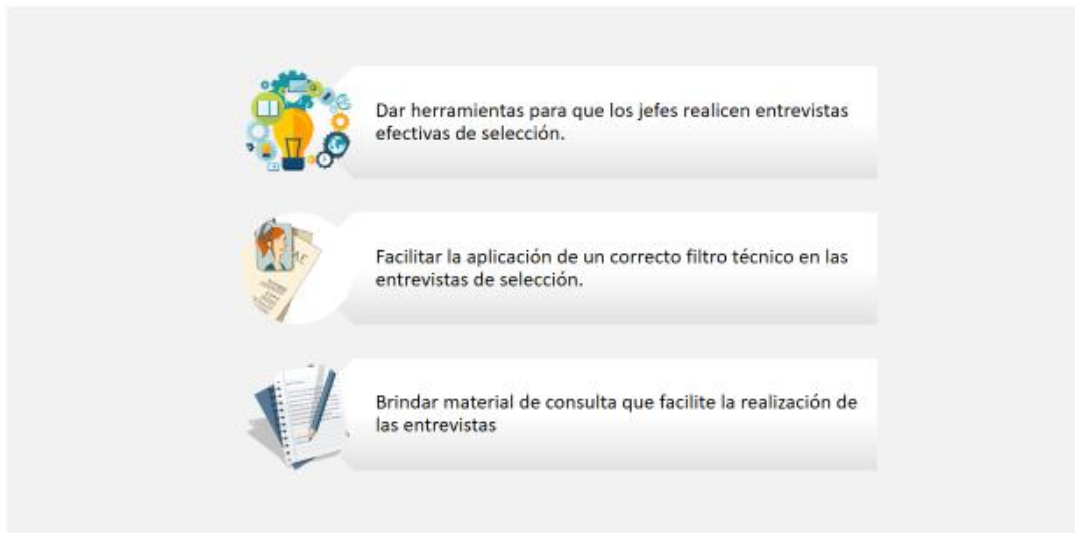 Dar herramientas para que los jefes realicen entrevistas
efectivas de selección.
Facilitar la aplicación de un correcto filtro técnico en las
entrevistas de selección.
Brindar material de consulta que facilite la realización de
las entrevistas